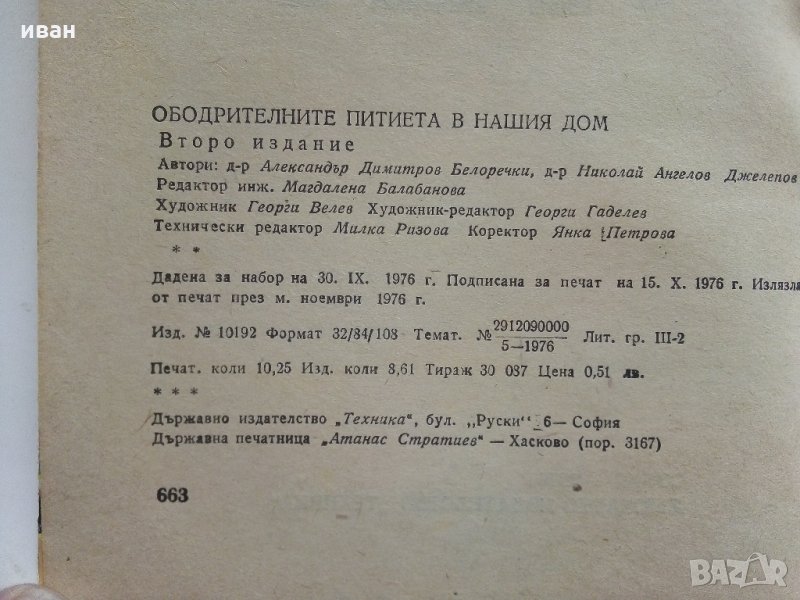 иван
ОБОДРИТЕЛНИТЕ ПИТИЕТА В НАШИЯ ДОМ
Второ издание
Автори: д-р Александър Димитров Белоречки, д-р Николай Ангелов Джелепов
Редактор инж. Магдалена Балабанова
Художник Георги Велев Художник-редактор Георги Гаделев
Технически редактор Милка Ризова Коректор Янка Петрова
* *
Дадена за набор на 30. IX. 1976 г. Подписана за печат на 15. X. 1976 г. Излязла
от печат през м. ноември 1976 г.
Изд. № 10192 Формат 32/84/108 Темат. № 2912090000/5—1976 Лит. гр. III-2
Печат. коли 10,25 Изд. коли 8,61 Тираж 30 087 Цена 0,51 лв.
* * *
Държавно издателство „Техника“, бул. „Руски“ 6— София
Държавна печатница „Атанас Стратиев“ — Хасково (пор. 3167)
663
BAZAR